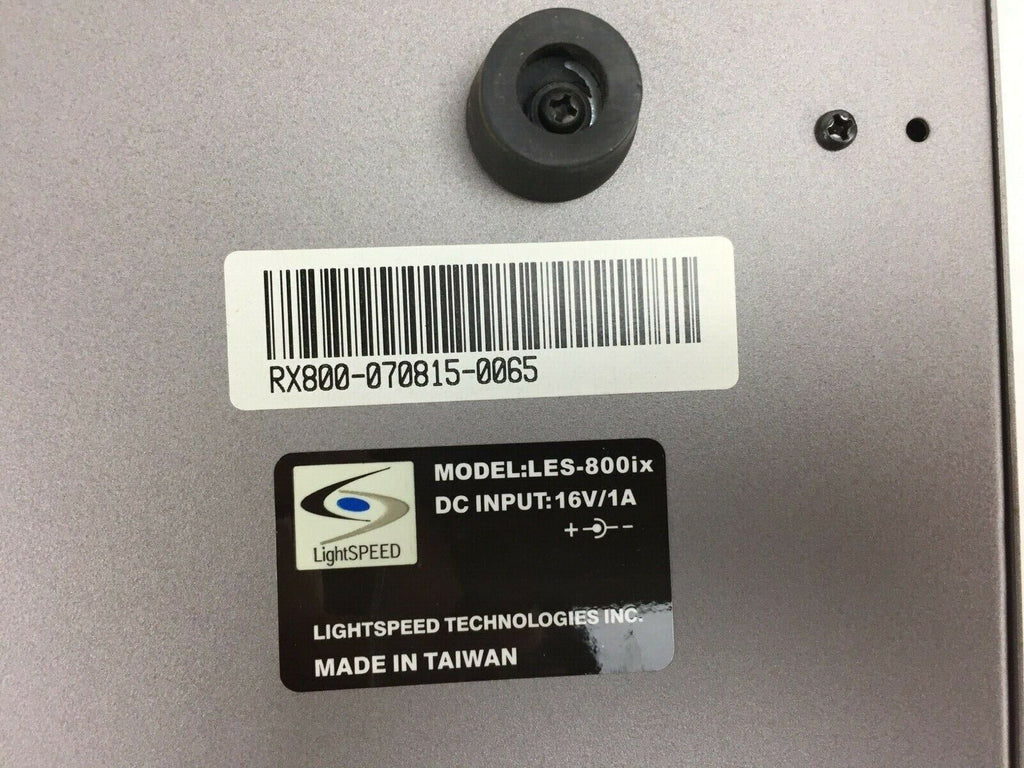 RX800-070815-0065
LightSPEED
MODEL:LES-800ix
DC INPUT:16V/1A
+ -
LIGHTSPEED TECHNOLOGIES INC.
MADE IN TAIWAN